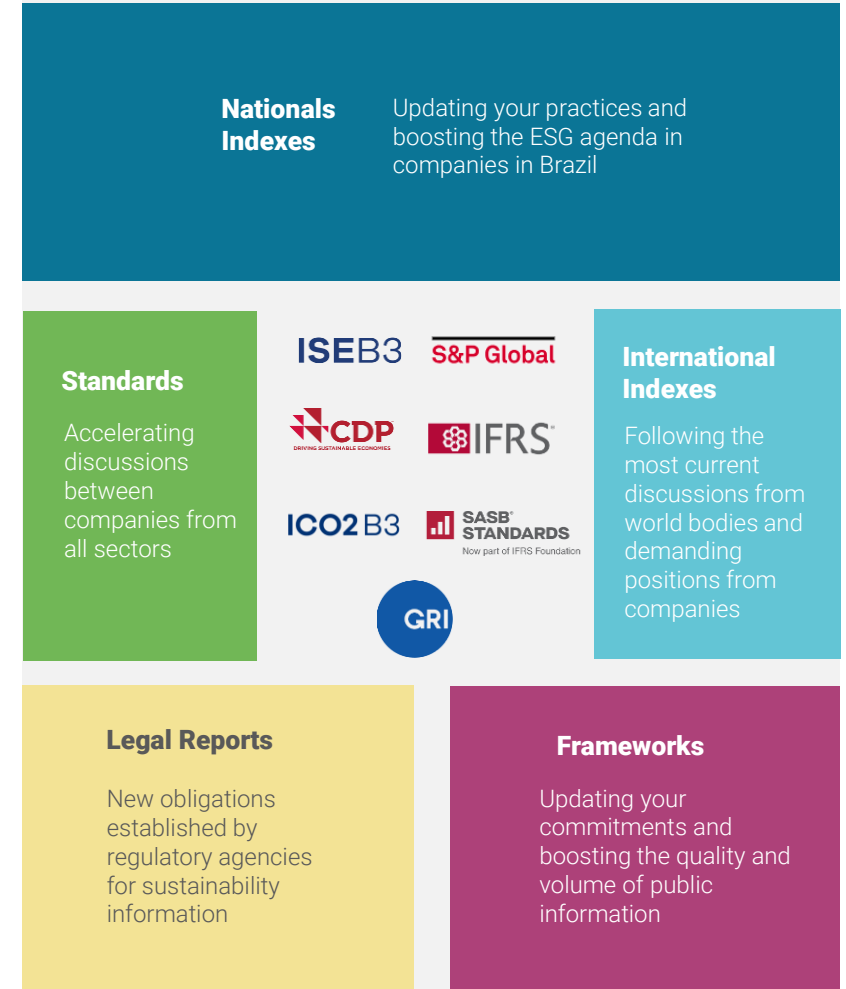 Nationals
Indexes
Updating your practices and
boosting the ESG agenda in
companies in Brazil
Standards
Accelerating
discussions
between
companies from
all sectors
ISEB3
S&P Global
CDP
DRIVING SUSTAINABLE ECONOMIES
IFRS®
ICO2B3
SASB®
STANDARDS
Now part of IFRS Foundation
GRI
International
Indexes
Following the
most current
discussions from
world bodies and
demanding
positions from
companies
Legal Reports
New obligations
established by
regulatory agencies
for sustainability
information
Frameworks
Updating your
commitments and
boosting the quality and
volume of public
information